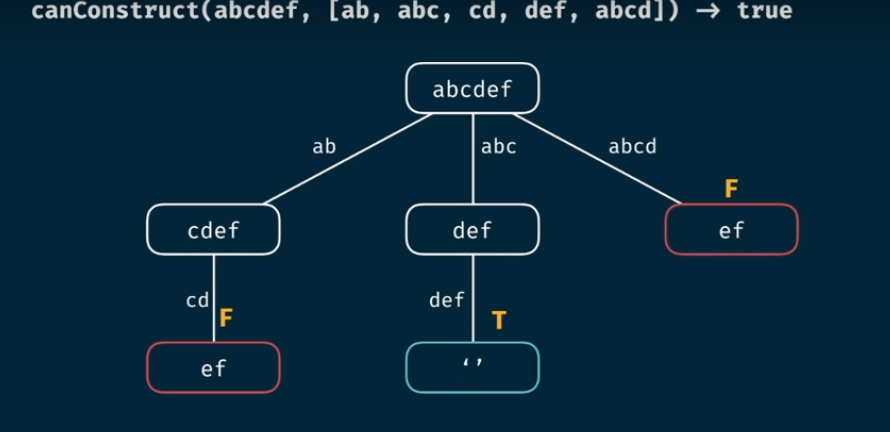 canConstruct(abcdef, [ab, abc, cd, def, abcd]) → true
abcdef
ab abc abcd
F
cdef def ef
cd def
F T
ef ‘’